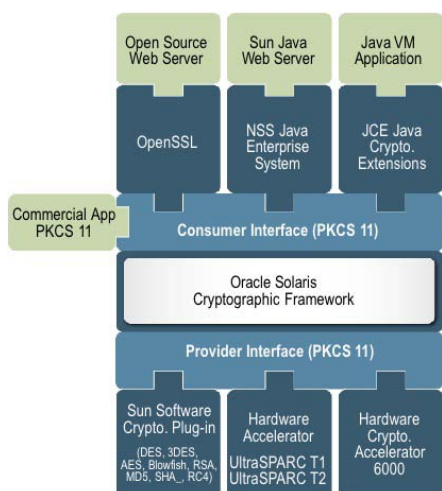 Open Source
Web Server
Sun Java
Web Server
Java VM
Application
OpenSSL
NSS Java
Enterprise
System
JCE Java
Crypto.
Extensions
Commercial App
PKCS 11
Consumer Interface (PKCS 11)
Oracle Solaris
Cryptographic Framework
Provider Interface (PKCS 11)
Sun Software
Crypto. Plug-in
(DES, 3DES,
AES, Blowfish, RSA,
MD5, SHA_, RC4)
Hardware
Accelerator
UltraSPARC T1
UltraSPARC T2
Hardware
Crypto.
Accelerator
6000